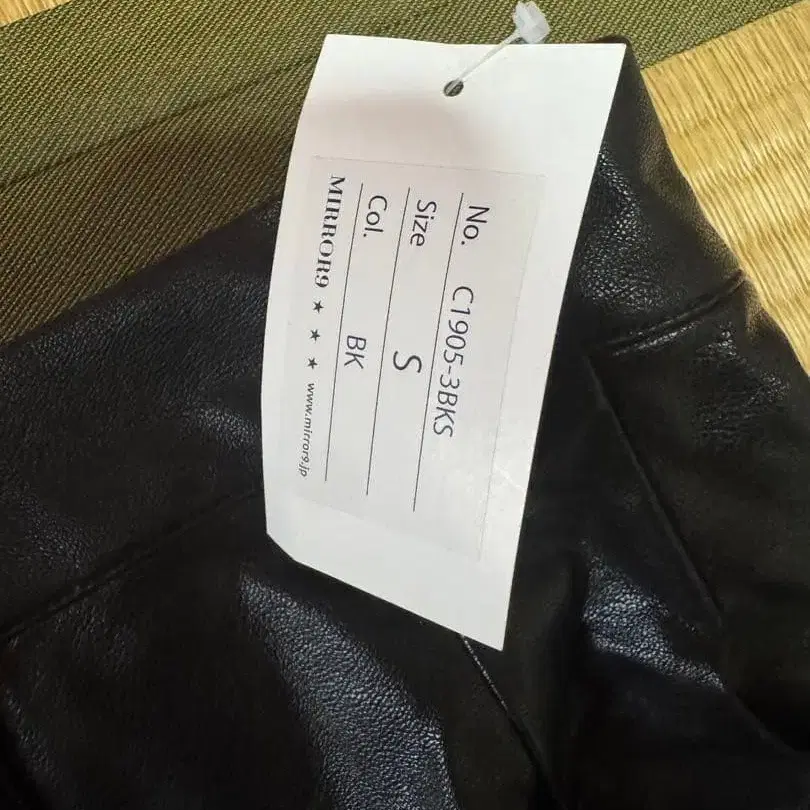 No. C1905-3BKS
Size S
Col. BK
MIRROR9 ★ ★ ★ www.mirror9.jp